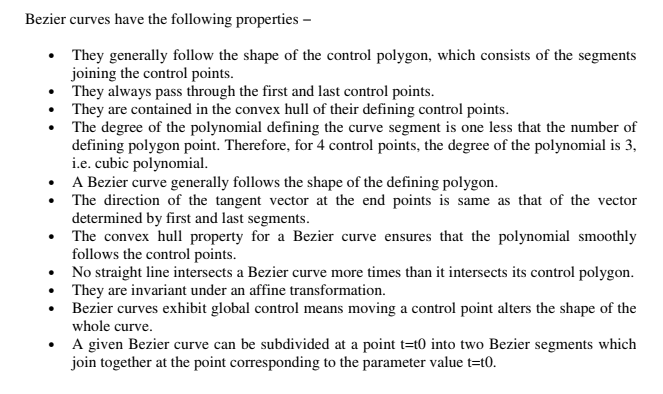 Bezier curves have the following properties −
• They generally follow the shape of the control polygon, which consists of the segments
joining the control points.
• They always pass through the first and last control points.
• They are contained in the convex hull of their defining control points.
• The degree of the polynomial defining the curve segment is one less that the number of
defining polygon point. Therefore, for 4 control points, the degree of the polynomial is 3,
i.e. cubic polynomial.
• A Bezier curve generally follows the shape of the defining polygon.
• The direction of the tangent vector at the end points is same as that of the vector
determined by first and last segments.
• The convex hull property for a Bezier curve ensures that the polynomial smoothly
follows the control points.
• No straight line intersects a Bezier curve more times than it intersects its control polygon.
• They are invariant under an affine transformation.
• Bezier curves exhibit global control means moving a control point alters the shape of the
whole curve.
• A given Bezier curve can be subdivided at a point t=t0 into two Bezier segments which
join together at the point corresponding to the parameter value t=t0.